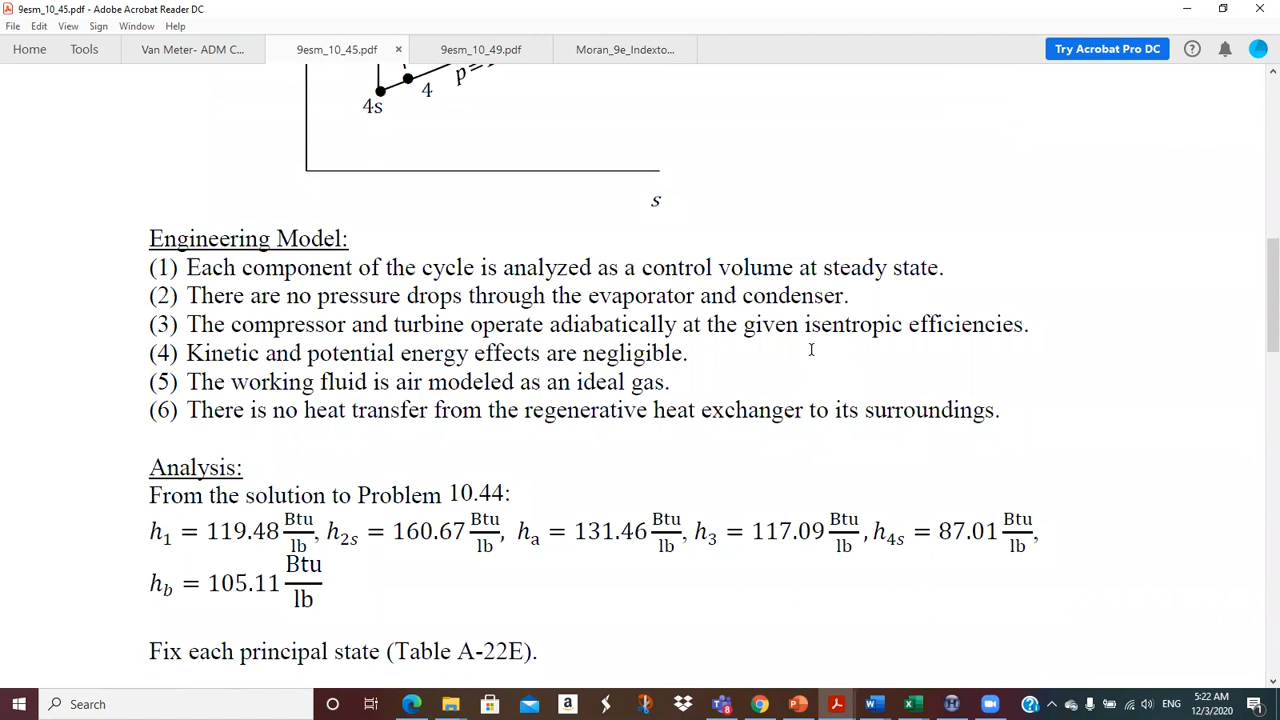 9esm_10_45.pdf - Adobe Acrobat Reader DC
File Edit View Sign Window Help
Home Tools Van Meter- ADM C... 9esm_10_45.pdf × 9esm_10_49.pdf Moran_9e_Indexto... Try Acrobat Pro DC
4
4s
s
Engineering Model:
(1) Each component of the cycle is analyzed as a control volume at steady state.
(2) There are no pressure drops through the evaporator and condenser.
(3) The compressor and turbine operate adiabatically at the given isentropic efficiencies.
(4) Kinetic and potential energy effects are negligible.
(5) The working fluid is air modeled as an ideal gas.
(6) There is no heat transfer from the regenerative heat exchanger to its surroundings.
Analysis:
From the solution to Problem 10.44:
h₁ = 119.48 Btu/lb, h₂ₛ = 160.67 Btu/lb, hₐ = 131.46 Btu/lb, h₃ = 117.09 Btu/lb, h₄ₛ = 87.01 Btu/lb,
h_b = 105.11 Btu/lb
Fix each principal state (Table A-22E).
Search
ENG
5:22 AM
12/3/2020